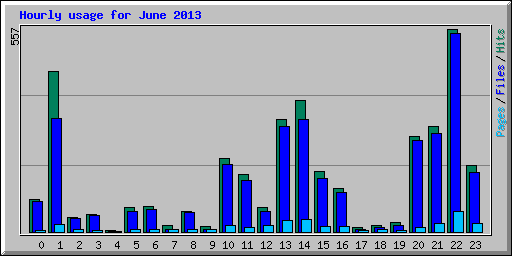 Hourly usage for June 2013
557
Pages / Files / Hits
0 1 2 3 4 5 6 7 8 9 10 11 12 13 14 15 16 17 18 19 20 21 22 23